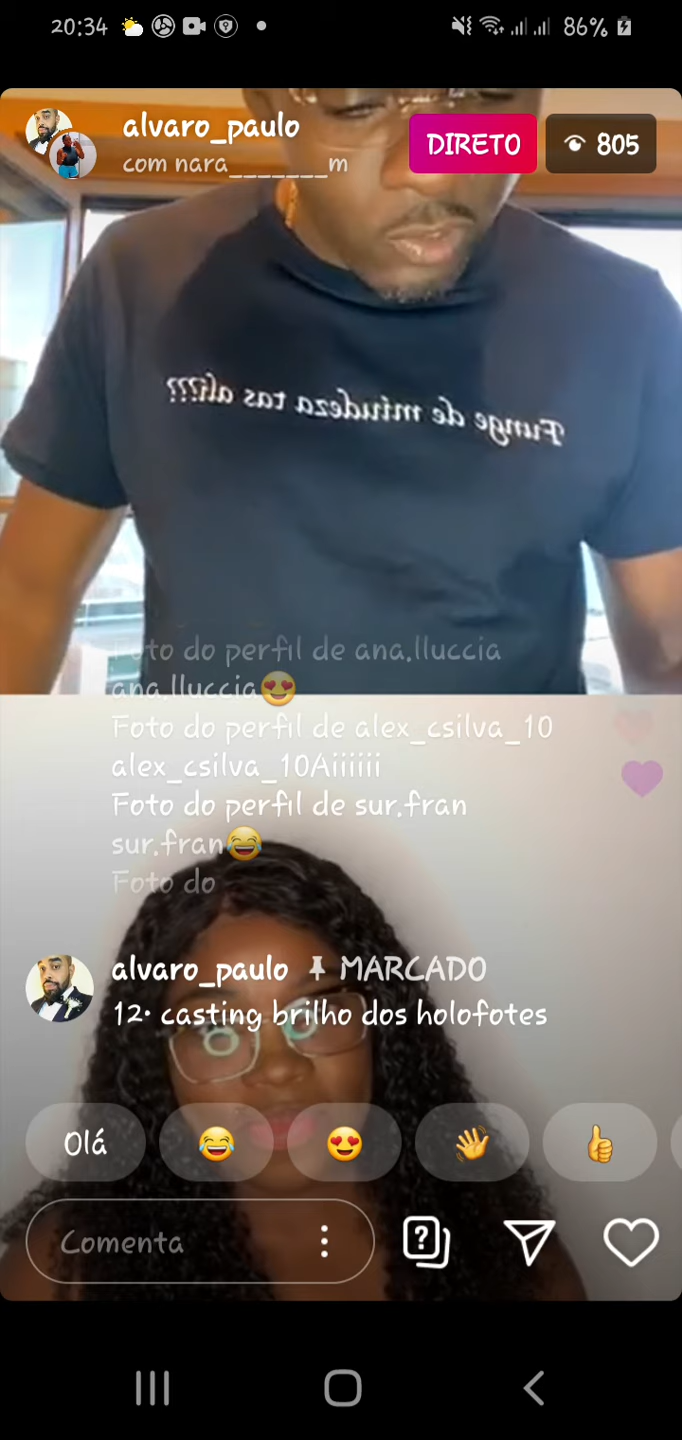 20:34
86%
alvaro_paulo
com nara_______m
DIRETO
805
Funge de miudeza tas ali???
Foto do perfil de ana.lluccia
ana.lluccia😍
Foto do perfil de alex_csilva_10
alex_csilva_10Aiiiiii
Foto do perfil de sur.fran
sur.fran😂
Foto do
alvaro_paulo MARCADO
12• casting brilho dos holofotes
Olá 😂 😍 👋 👍
Comenta